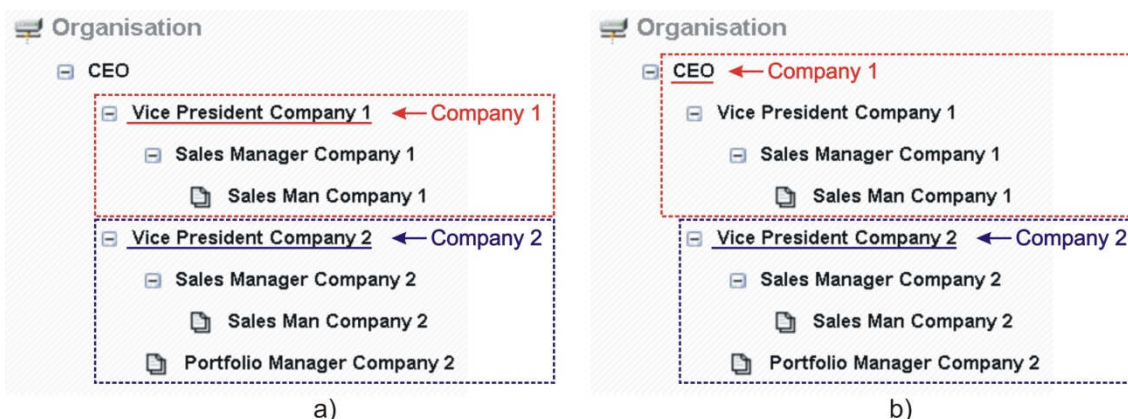 Organisation
CEO
Vice President Company 1 Company 1
Sales Manager Company 1
Sales Man Company 1
Vice President Company 2 Company 2
Sales Manager Company 2
Sales Man Company 2
Portfolio Manager Company 2
a)
Organisation
CEO Company 1
Vice President Company 1
Sales Manager Company 1
Sales Man Company 1
Vice President Company 2 Company 2
Sales Manager Company 2
Sales Man Company 2
Portfolio Manager Company 2
b)